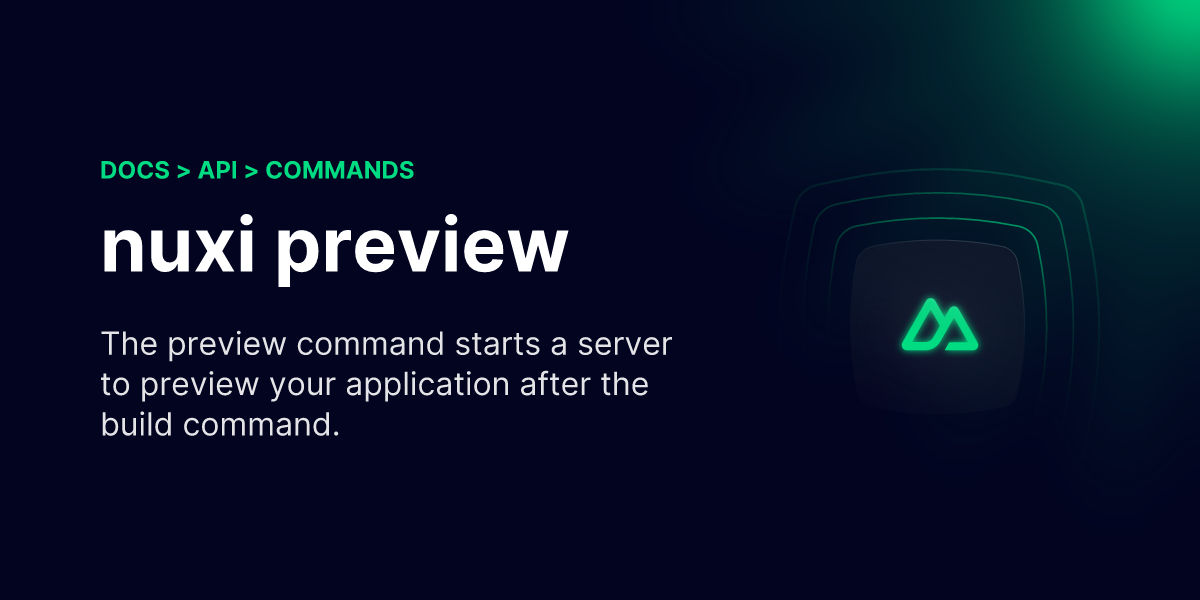 DOCS > API > COMMANDS
nuxi preview
The preview command starts a server
to preview your application after the
build command.